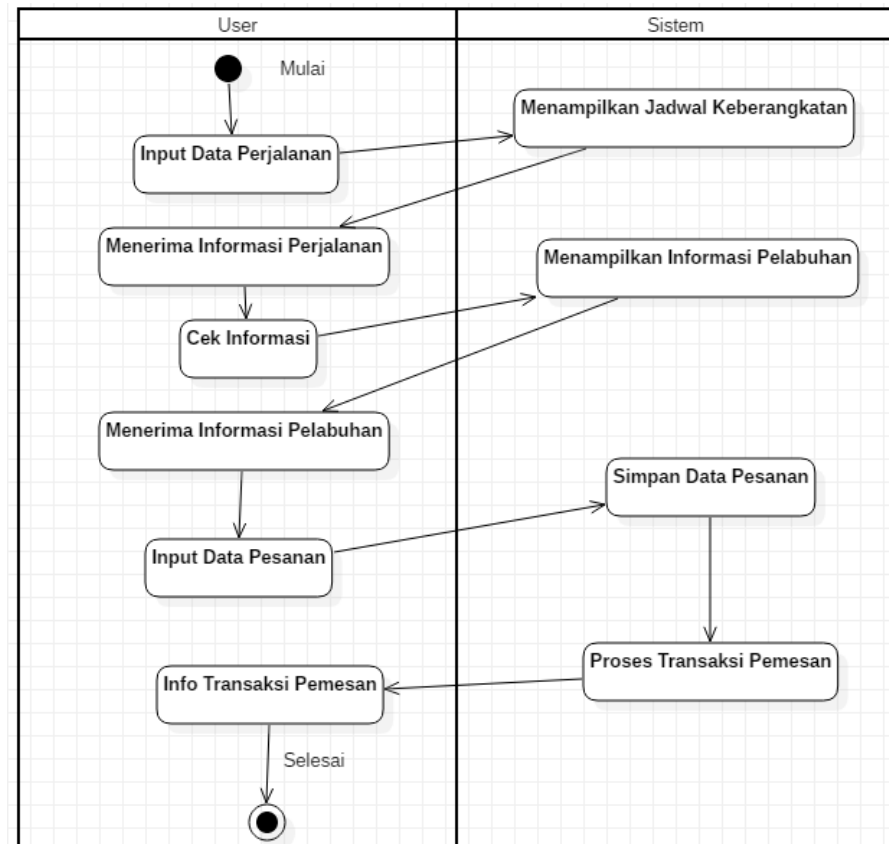 User
Sistem
Mulai
Menampilkan Jadwal Keberangkatan
Input Data Perjalanan
Menerima Informasi Perjalanan
Menampilkan Informasi Pelabuhan
Cek Informasi
Menerima Informasi Pelabuhan
Simpan Data Pesanan
Input Data Pesanan
Proses Transaksi Pemesan
Info Transaksi Pemesan
Selesai